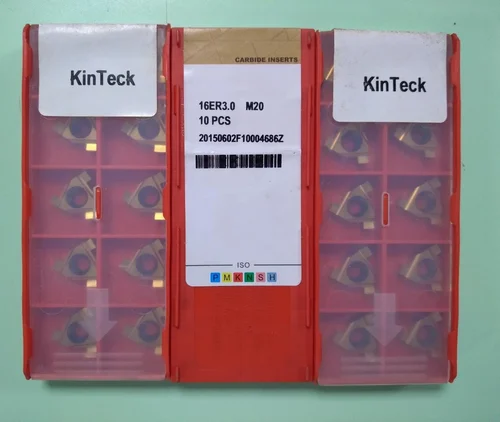 KinTeck
CARBIDE INSERTS
16ER3.0 M20
10 PCS
20150602F10004686Z
ISO
P M K N S H
KinTeck